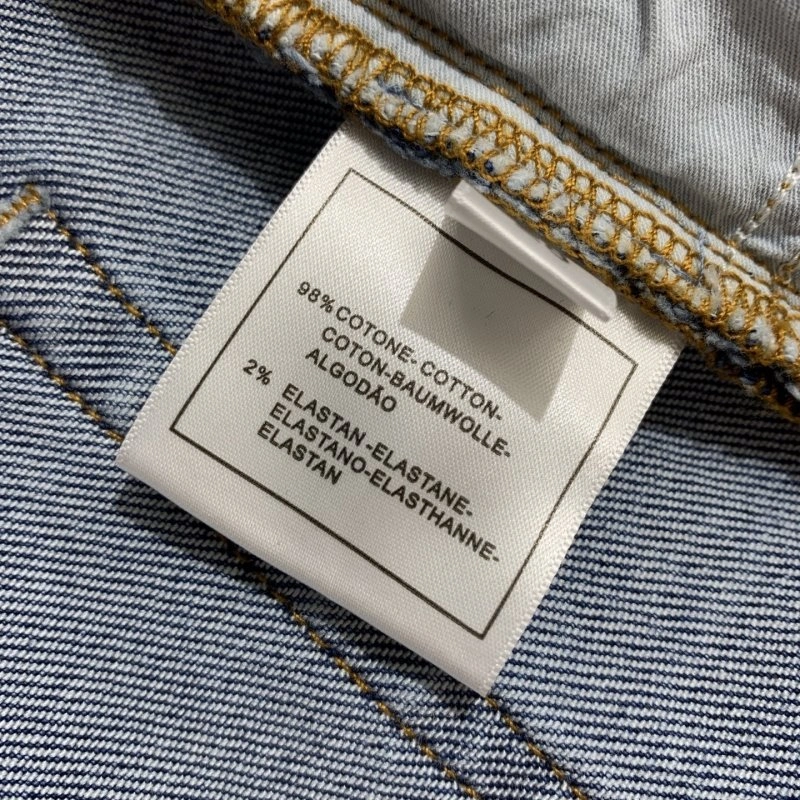 98% COTONE-COTTON-
COTON-BAUMWOLLE-
ALGODÃO
2% ELASTAN-ELASTANE-
ELASTANO-ELASTHANNE-
ELASTAN